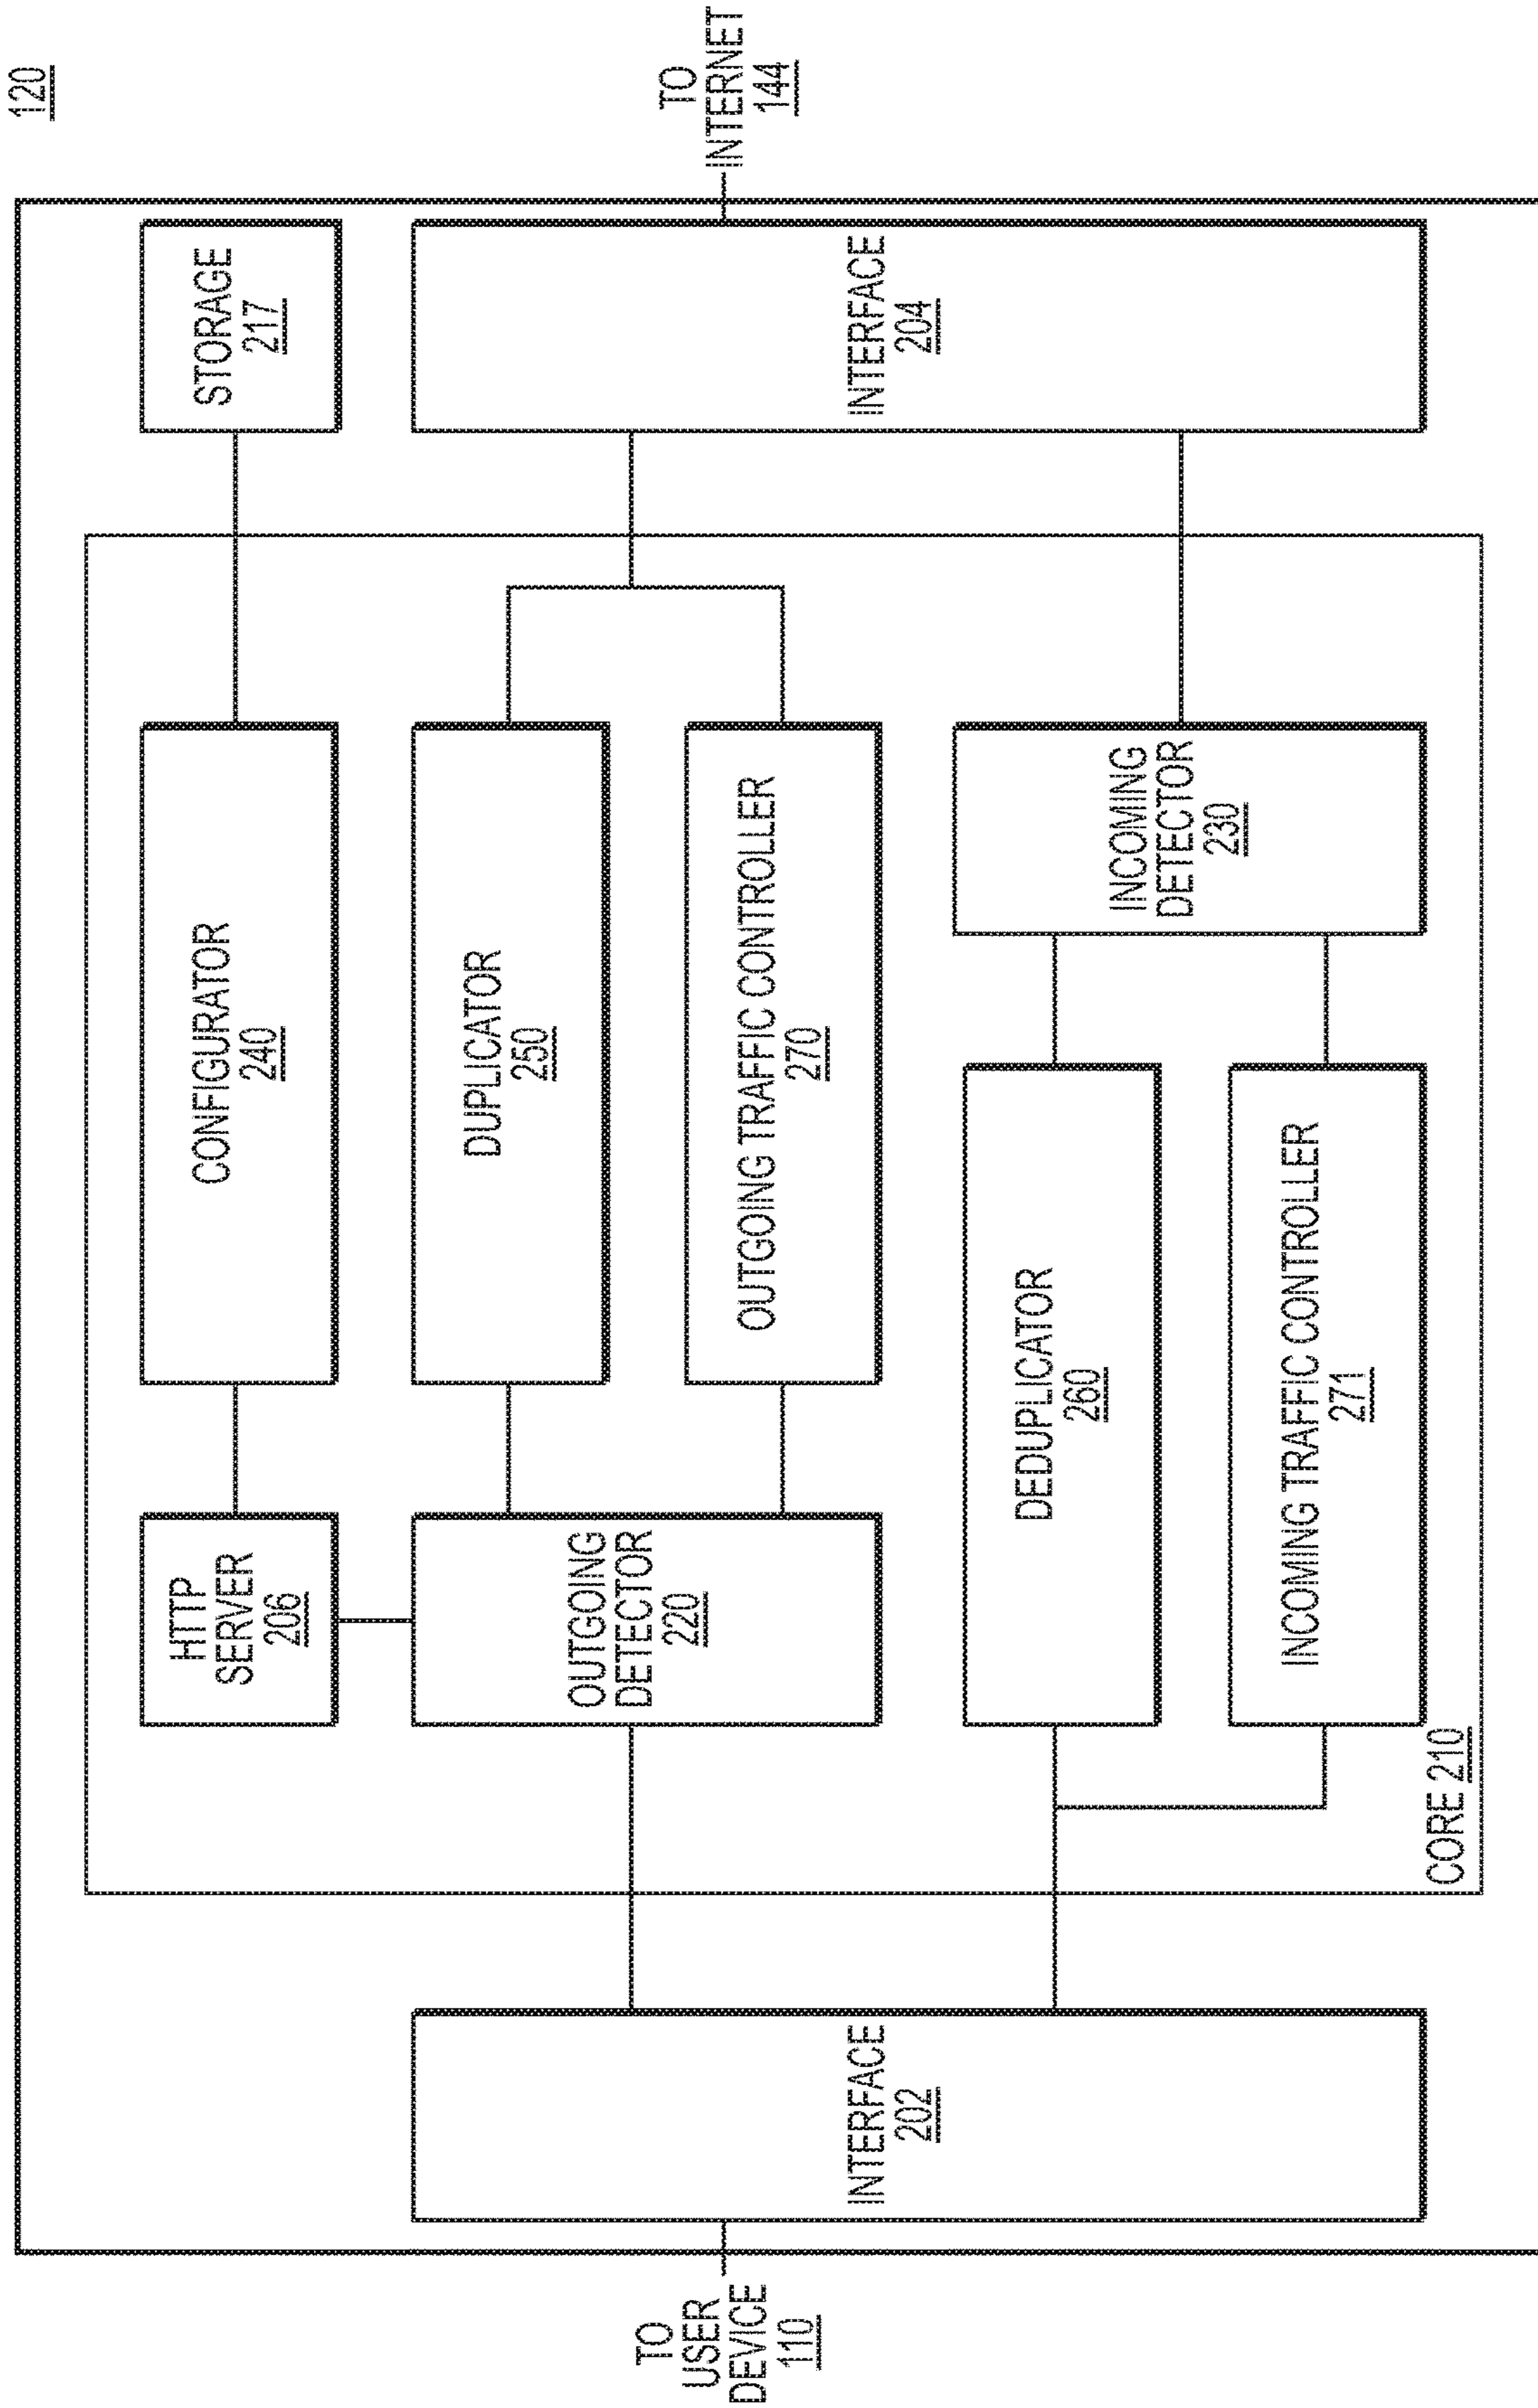 120
TO
USER
DEVICE
110
INTERFACE
202
HTTP
SERVER
206
CONFIGURATOR
240
STORAGE
217
OUTGOING
DETECTOR
220
DUPLICATOR
250
OUTGOING TRAFFIC CONTROLLER
270
INTERFACE
204
TO
INTERNET
144
DEDUPLICATOR
260
INCOMING
DETECTOR
230
INCOMING TRAFFIC CONTROLLER
271
CORE 210